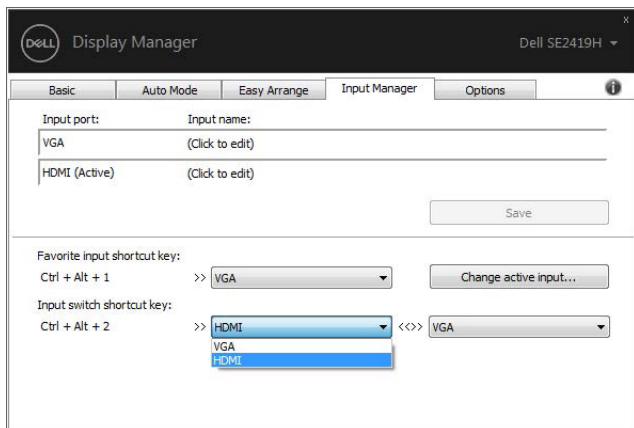 x
DELL Display Manager Dell SE2419H
Basic Auto Mode Easy Arrange Input Manager Options i
Input port: Input name:
VGA (Click to edit)
HDMI (Active) (Click to edit)
Save
Favorite input shortcut key:
Ctrl + Alt + 1 >> VGA Change active input...
Input switch shortcut key:
Ctrl + Alt + 2 >> HDMI <<>> VGA
VGA
HDMI